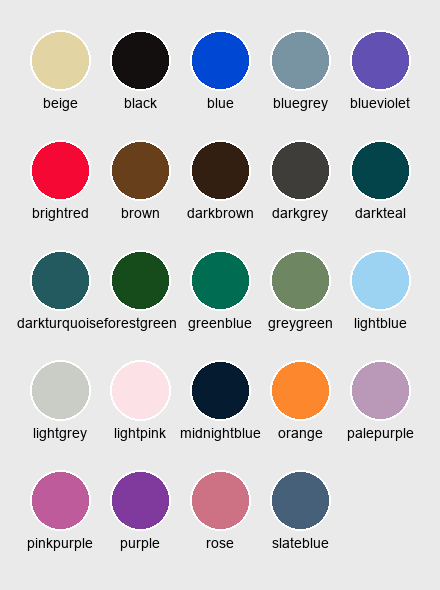 beige black blue bluegrey blueviolet
brightred brown darkbrown darkgrey darkteal
darkturquoise forestgreen greenblue greygreen lightblue
lightgrey lightpink midnightblue orange palepurple
pinkpurple purple rose slateblue